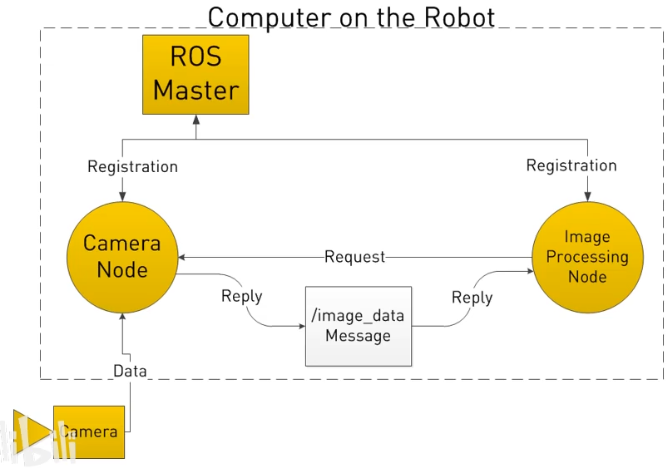 Computer on the Robot
ROS
Master
Registration
Registration
Camera
Node
Request
Image
Processing
Node
Reply
/image_data
Message
Reply
Data
Camera